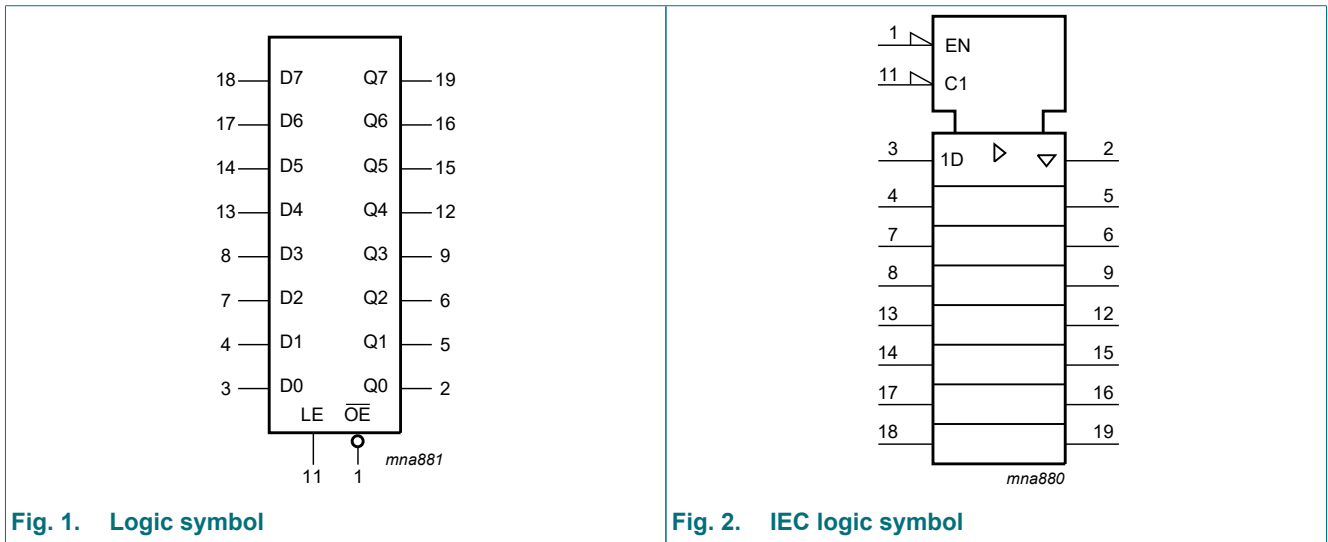 18 D7 Q7 19
17 D6 Q6 16
14 D5 Q5 15
13 D4 Q4 12
8 D3 Q3 9
7 D2 Q2 6
4 D1 Q1 5
3 D0 Q0 2
LE OE
11 1
mna881
Fig. 1. Logic symbol
1 EN
11 C1
3 1D 2
4 5
7 6
8 9
13 12
14 15
17 16
18 19
mna880
Fig. 2. IEC logic symbol